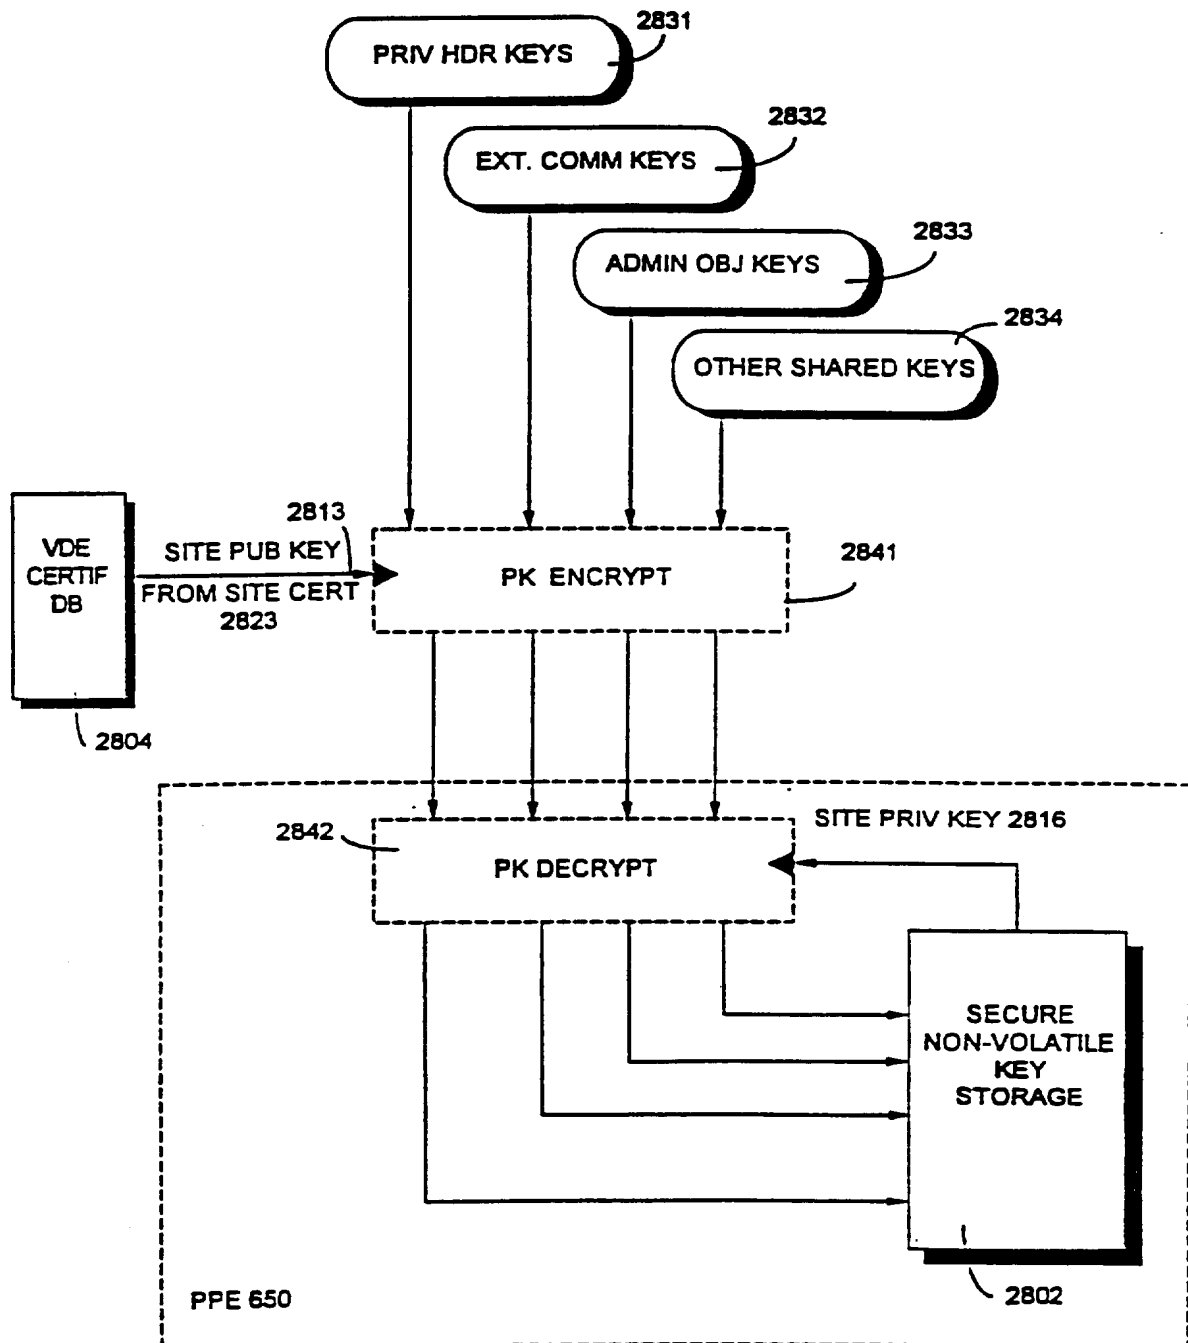 2831
PRIV HDR KEYS
2832
EXT. COMM KEYS
2833
ADMIN OBJ KEYS
2834
OTHER SHARED KEYS
VDE
CERTIF
DB
2813
SITE PUB KEY
FROM SITE CERT
2823
PK ENCRYPT
2841
2804
2842
PK DECRYPT
SITE PRIV KEY 2816
SECURE
NON-VOLATILE
KEY
STORAGE
PPE 650
2802